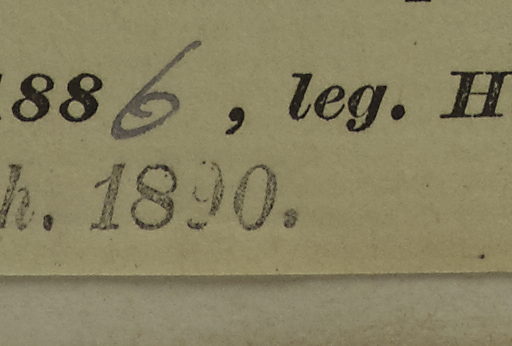 1886, leg. H
h. 1890.